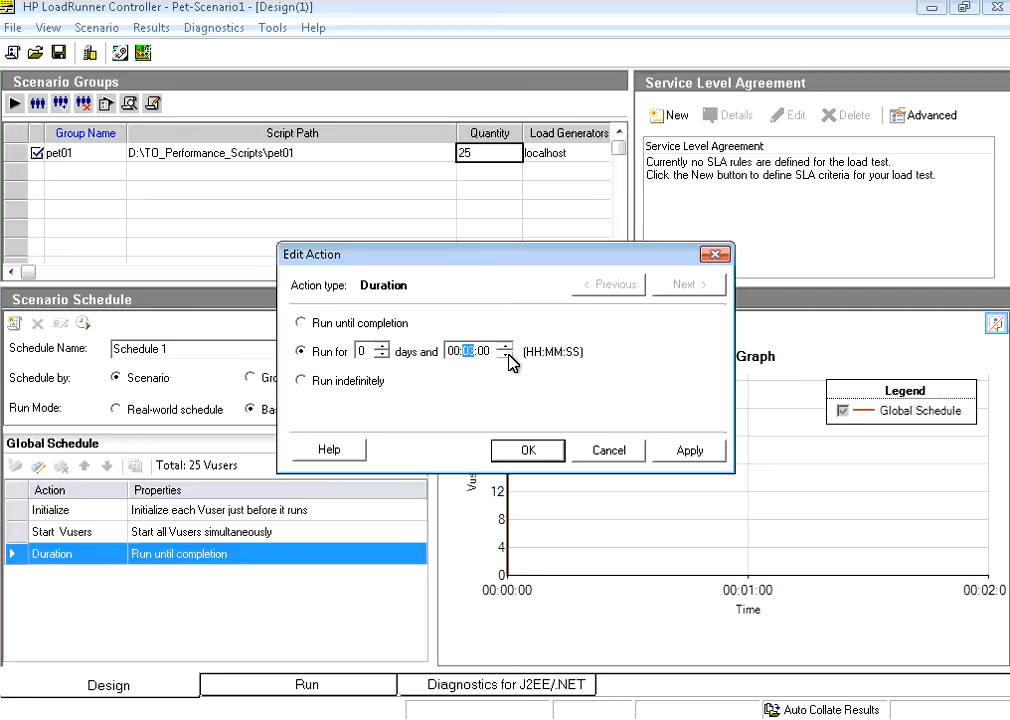 HP LoadRunner Controller - Pet-Scenario1 - [Design(1)]
File View Scenario Results Diagnostics Tools Help
Scenario Groups
Group Name Script Path Quantity Load Generators
pet01 D:\TO_Performance_Scripts\pet01 25 localhost
Service Level Agreement
New Details Edit Delete Advanced
Service Level Agreement
Currently no SLA rules are defined for the load test.
Click the New button to define SLA criteria for your load test.
Edit Action
Action type: Duration < Previous Next >
Run until completion
Run for 0 days and 00:03:00 (HH:MM:SS)
Run indefinitely
Help OK Cancel Apply
Scenario Schedule
Schedule Name: Schedule 1
Schedule by: Scenario
Run Mode: Real-world schedule
Global Schedule
Total: 25 Vusers
Action Properties
Initialize Initialize each Vuser just before it runs
Start Vusers Start all Vusers simultaneously
Duration Run until completion
Graph
Legend
Global Schedule
12
8
4
0
00:00:00 00:01:00 00:02:0
Time
Design Run Diagnostics for J2EE/.NET
Auto Collate Results